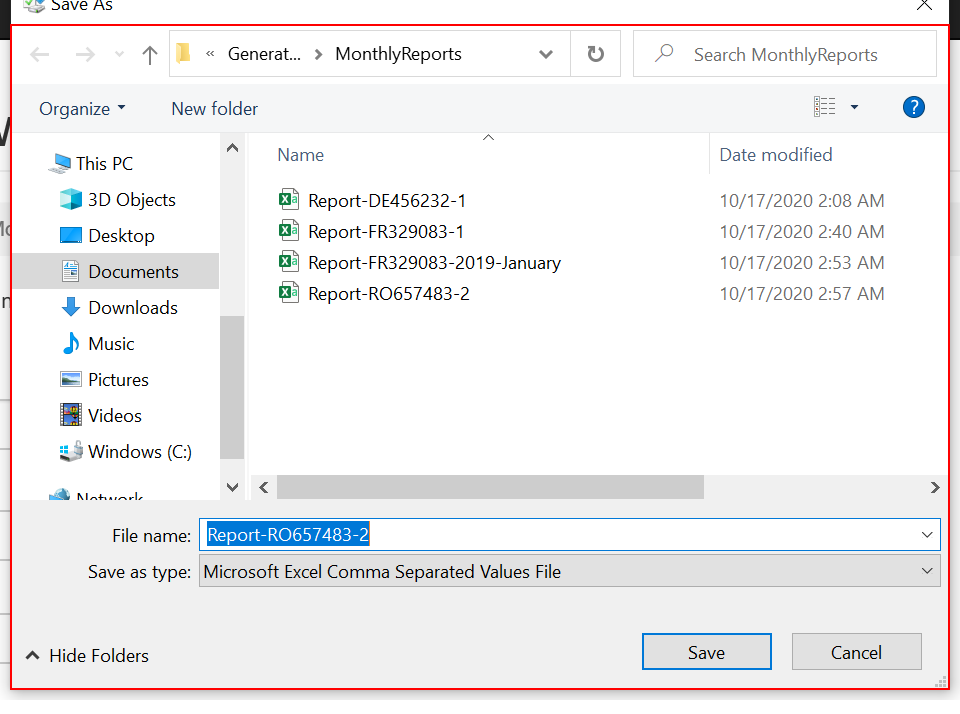 Save As
« Generat... > MonthlyReports
Search MonthlyReports
Organize
New folder
?
Name
Date modified
This PC
3D Objects
Desktop
Documents
Downloads
Music
Pictures
Videos
Windows (C:)
Network
Report-DE456232-1 10/17/2020 2:08 AM
Report-FR329083-1 10/17/2020 2:40 AM
Report-FR329083-2019-January 10/17/2020 2:53 AM
Report-RO657483-2 10/17/2020 2:57 AM
File name: Report-RO657483-2
Save as type: Microsoft Excel Comma Separated Values File
Hide Folders
Save
Cancel